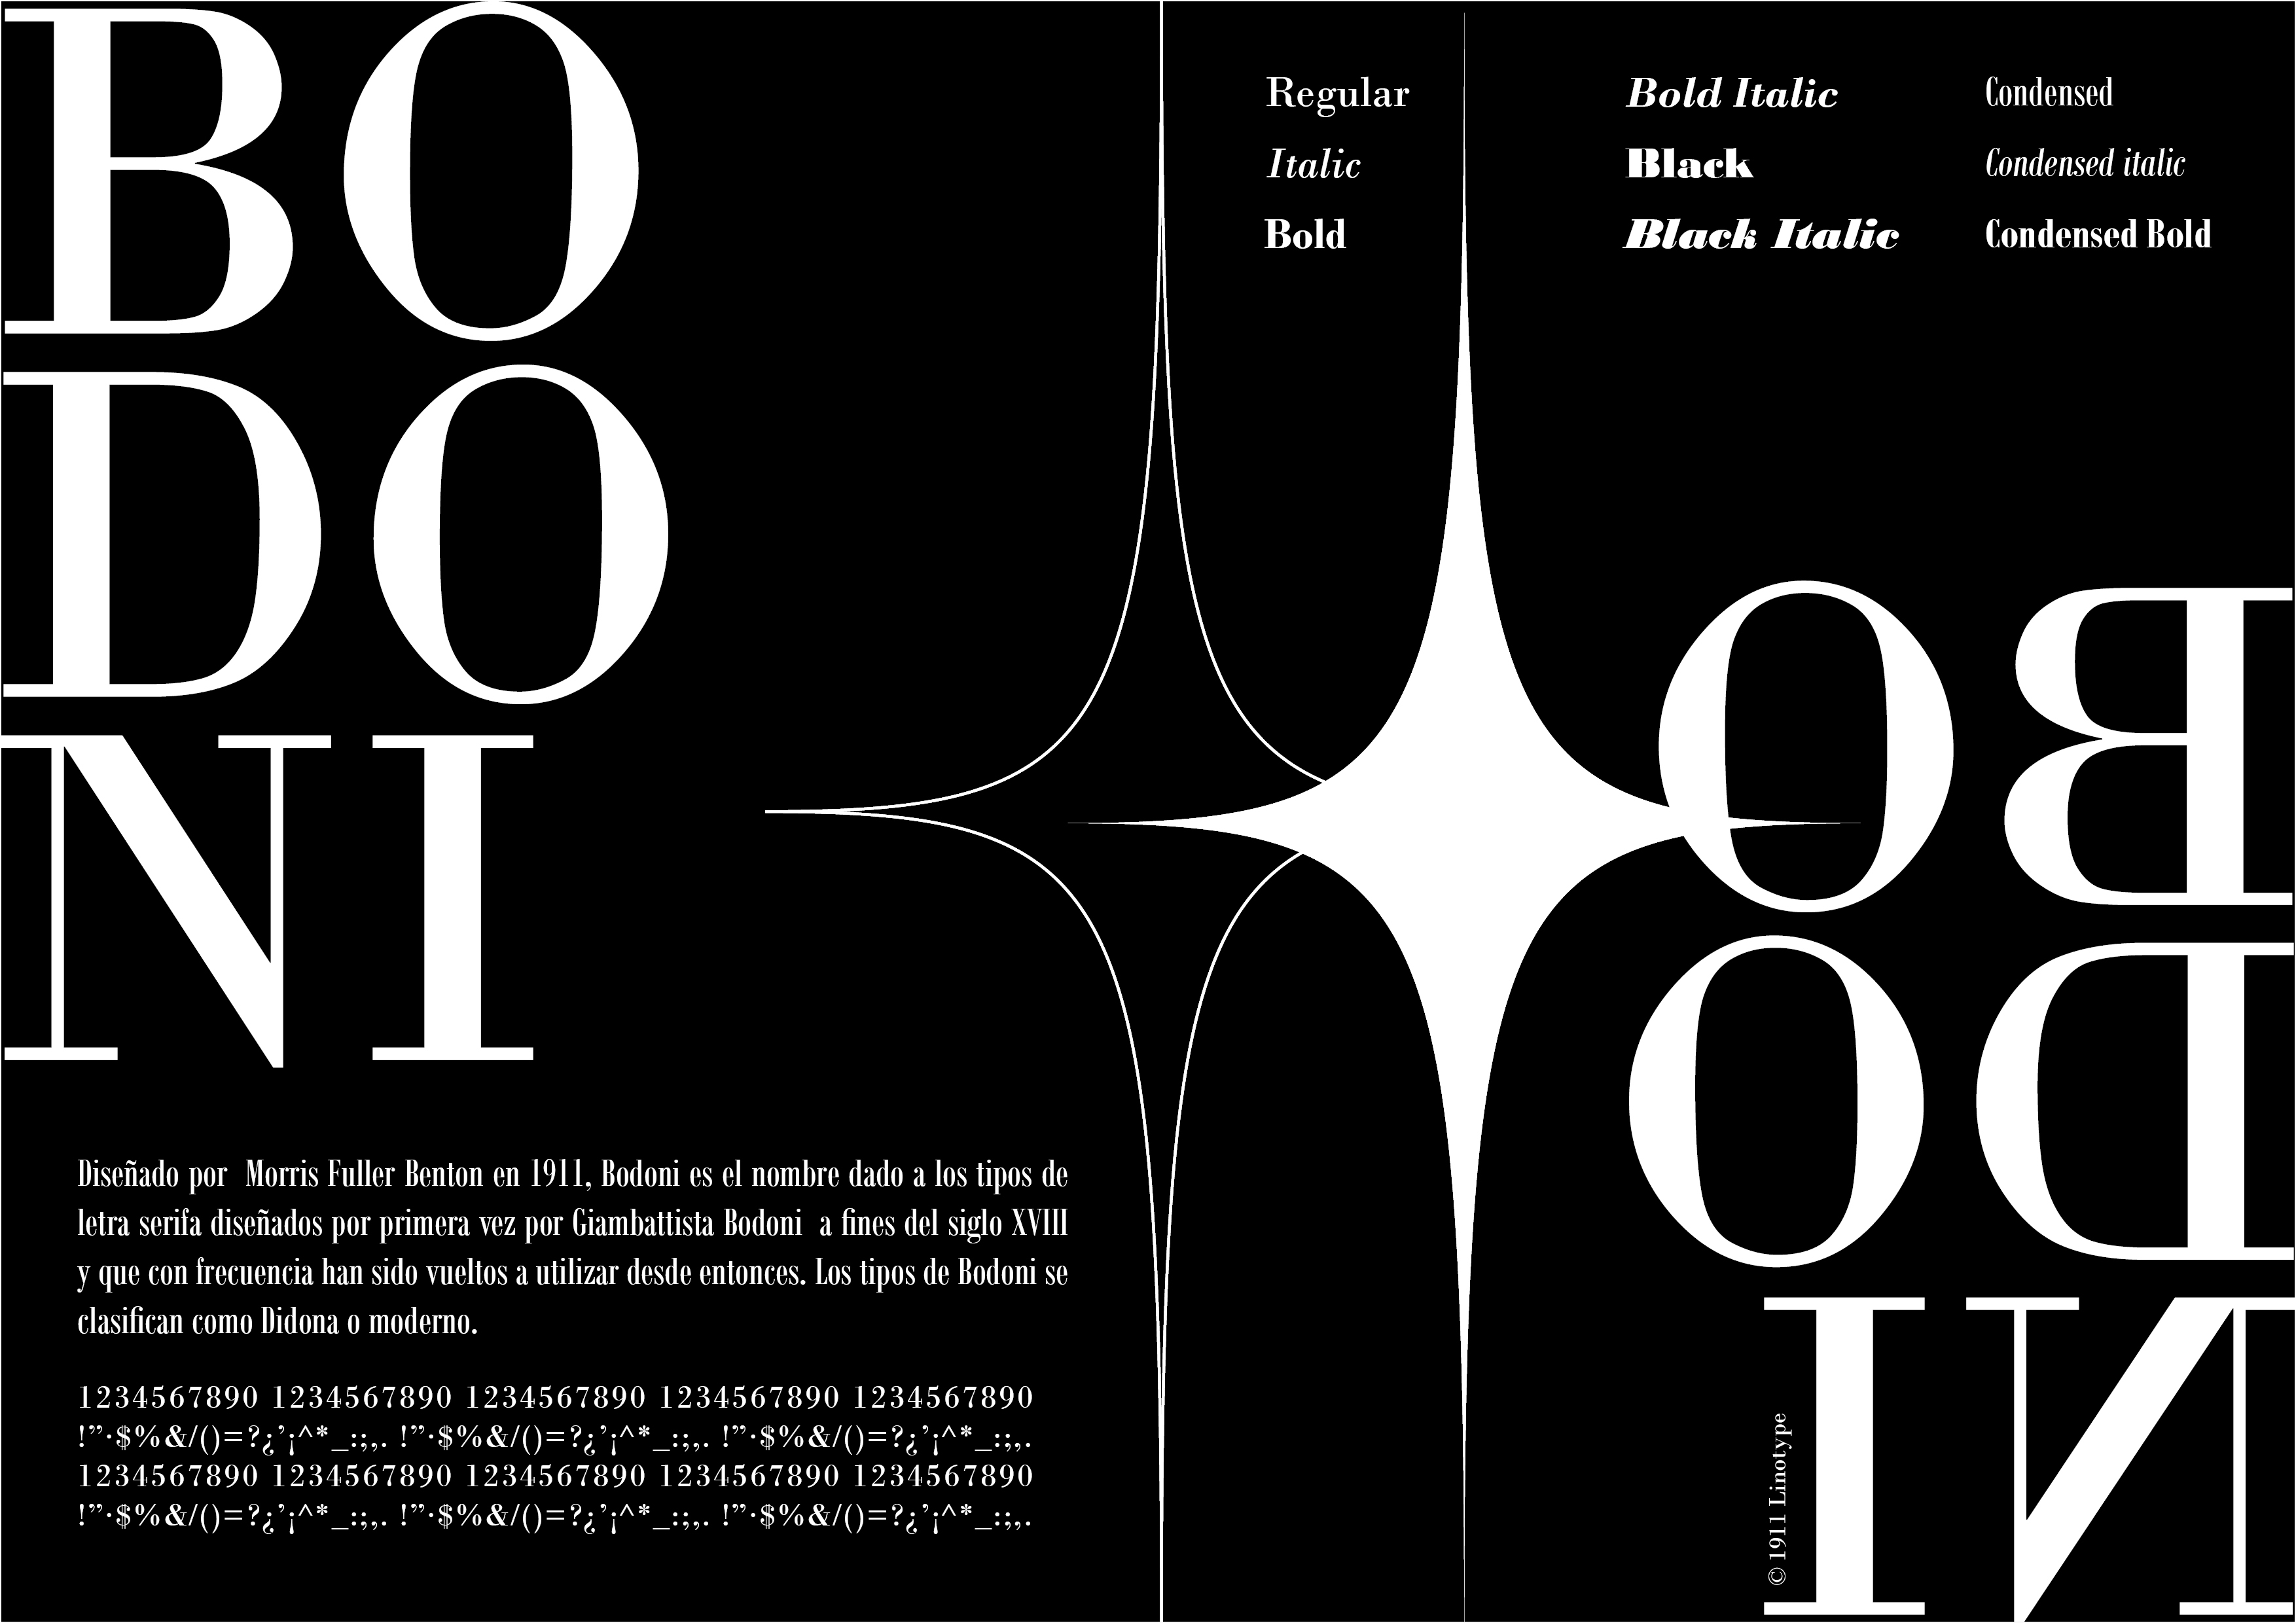 BO
DO
NI
Regular
Italic
Bold
Bold Italic
Black
Black Italic
Condensed
Condensed italic
Condensed Bold
BO
DO
NI
Diseñado por  Morris Fuller Benton en 1911, Bodoni es el nombre dado a los tipos de
letra serifa diseñados por primera vez por Giambattista Bodoni  a fines del siglo XVIII
y que con frecuencia han sido vueltos a utilizar desde entonces. Los tipos de Bodoni se
clasifican como Didona o moderno.
1234567890 1234567890 1234567890 1234567890 1234567890
!”·$%&/()=?¿’¡^*_:;,. !”·$%&/()=?¿’¡^*_:;,. !”·$%&/()=?¿’¡^*_:;,.
1234567890 1234567890 1234567890 1234567890 1234567890
!”·$%&/()=?¿’¡^*_:;,. !”·$%&/()=?¿’¡^*_:;,. !”·$%&/()=?¿’¡^*_:;,.
© 1911 Linotype